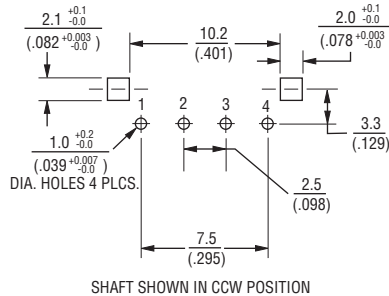 2.1 +0.1 -0.0
(.082 +0.003 -0.0)
10.2
(.401)
2.0 +0.1 -0.0
(.078 +0.003 -0.0)
1 2 3 4
1.0 +0.2 -0.0
(.039 +0.007 -0.0)
DIA. HOLES 4 PLCS.
3.3
(.129)
2.5
(.098)
7.5
(.295)
SHAFT SHOWN IN CCW POSITION